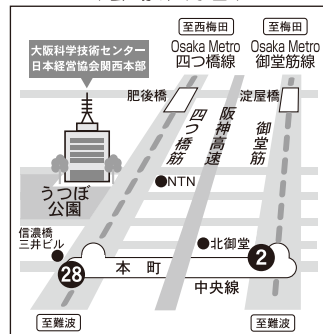 至西梅田
至梅田
Osaka Metro
四つ橋線
Osaka Metro
御堂筋線
大阪科学技術センター
日本経営協会関西本部
肥後橋
淀屋橋
四つ橋筋
阪神高速
御堂筋
うつぼ
公園
●NTN
信濃橋
三井ビル
●北御堂
28
本町
2
中央線
至難波
至難波